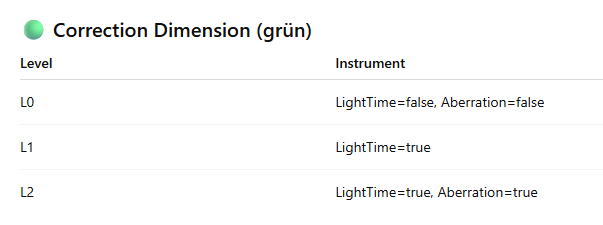 Correction Dimension (grün)
Level Instrument
L0 LightTime=false, Aberration=false
L1 LightTime=true
L2 LightTime=true, Aberration=true